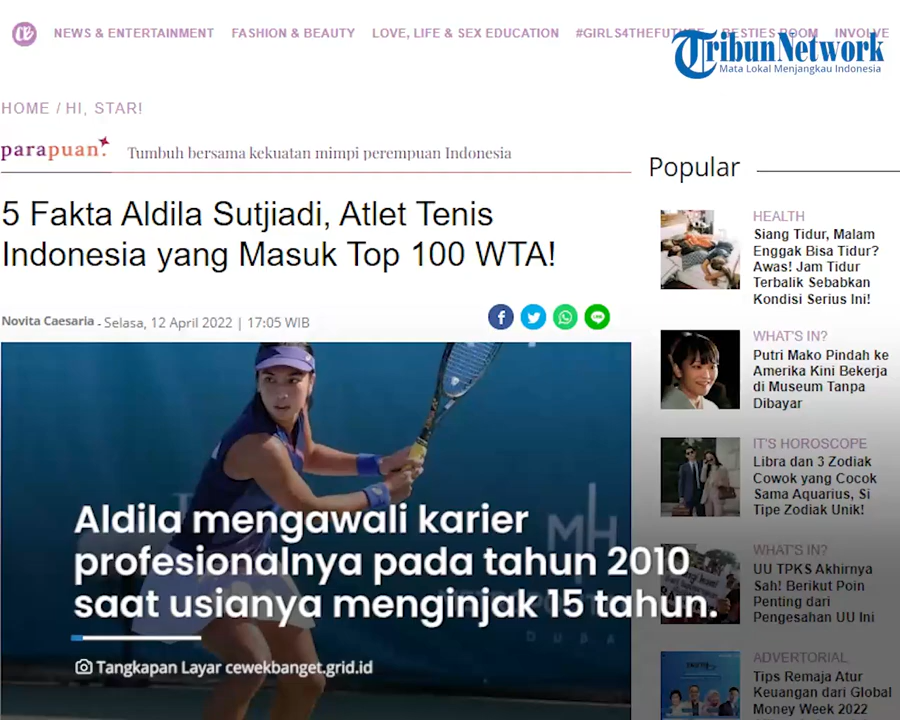 NEWS & ENTERTAINMENT FASHION & BEAUTY LOVE, LIFE & SEX EDUCATION #GIRLS4THEFUTURE BESTIES ROOM INVOLVE
Tribun Network
Mata Lokal Menjangkau Indonesia
HOME / HI, STAR!
parapuan.
Tumbuh bersama kekuatan mimpi perempuan Indonesia
5 Fakta Aldila Sutjiadi, Atlet Tenis
Indonesia yang Masuk Top 100 WTA!
Novita Caesaria - Selasa, 12 April 2022 | 17:05 WIB
Aldila mengawali karier
profesionalnya pada tahun 2010
saat usianya menginjak 15 tahun.
Tangkapan Layar cewekbanget.grid.id
MH
DUBA
Popular
HEALTH
Siang Tidur, Malam
Enggak Bisa Tidur?
Awas! Jam Tidur
Terbalik Sebabkan
Kondisi Serius Ini!
WHAT'S IN?
Putri Mako Pindah ke
Amerika Kini Bekerja
di Museum Tanpa
Dibayar
IT'S HOROSCOPE
Libra dan 3 Zodiak
Cowok yang Cocok
Sama Aquarius, Si
Tipe Zodiak Unik!
WHAT'S IN?
UU TPKS Akhirnya
Sah! Berikut Poin
Penting dari
Pengesahan UU Ini
ADVERTORIAL
Tips Remaja Atur
Keuangan dari Global
Money Week 2022